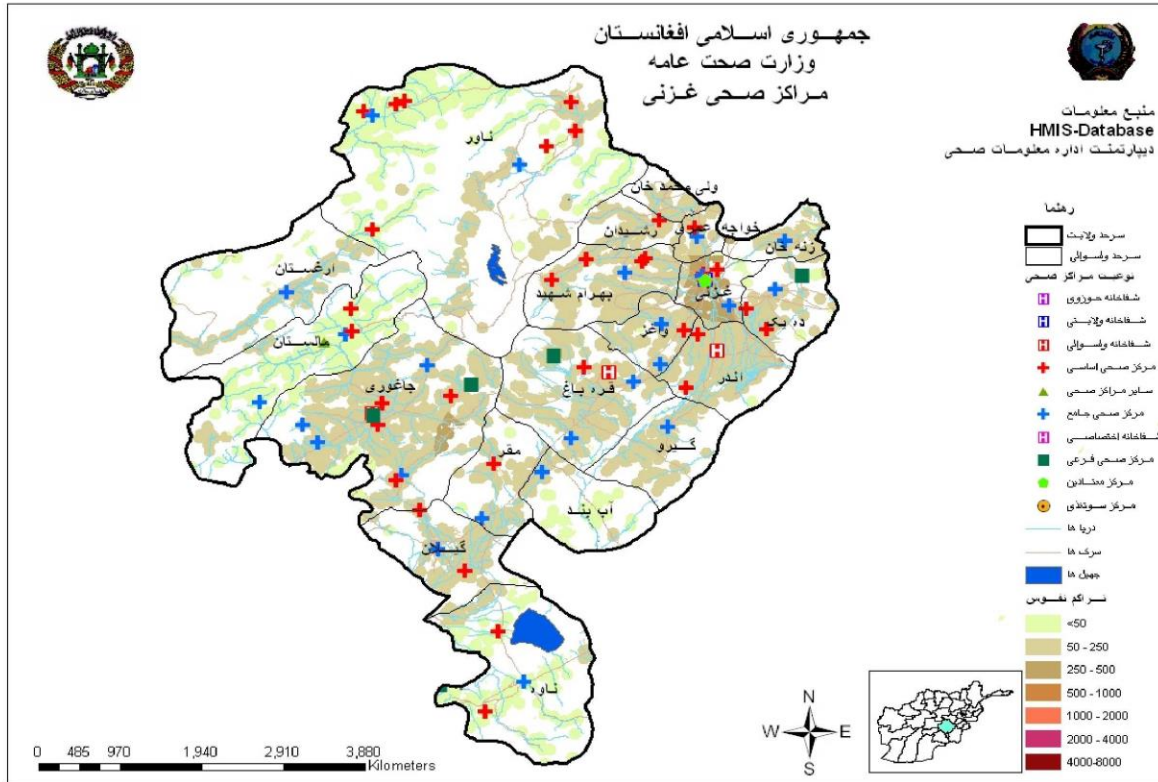 جمهوری اسلامی افغانستان
وزارت صحت عامه
مراکز صحی غزنی
منبع معلومات
HMIS-Database
دیپارتمنت اداره معلومات صحی
رهنما
سرحد ولایت
سرحد ولسوالی
نوعیت مراکز صحی
شفاخانه حوزوی
شفاخانه ولایتی
شفاخانه ولسوالی
مرکز صحی اساسی
سایر مراکز صحی
مرکز صحی جامع
شفاخانه اختصاصی
مرکز صحی فرعی
مرکز معتادین
دریا ها
سرک ها
جهیل ها
تراکم نفوس
<50
50 - 250
250 - 500
500 - 1000
1000 - 2000
2000 - 4000
4000-8000
ناور
ولی محمد خان
خواجه عمری
رشیدان
زنه خان
ارغستان
بهرام شهید
غزنی
ده یک
مالستان
واغز
اندر
جاغوری
قره باغ
گیرو
مقر
آب بند
گیلان
ناوه
N
W E
S
0 485 970 1,940 2,910 3,880
Kilometers